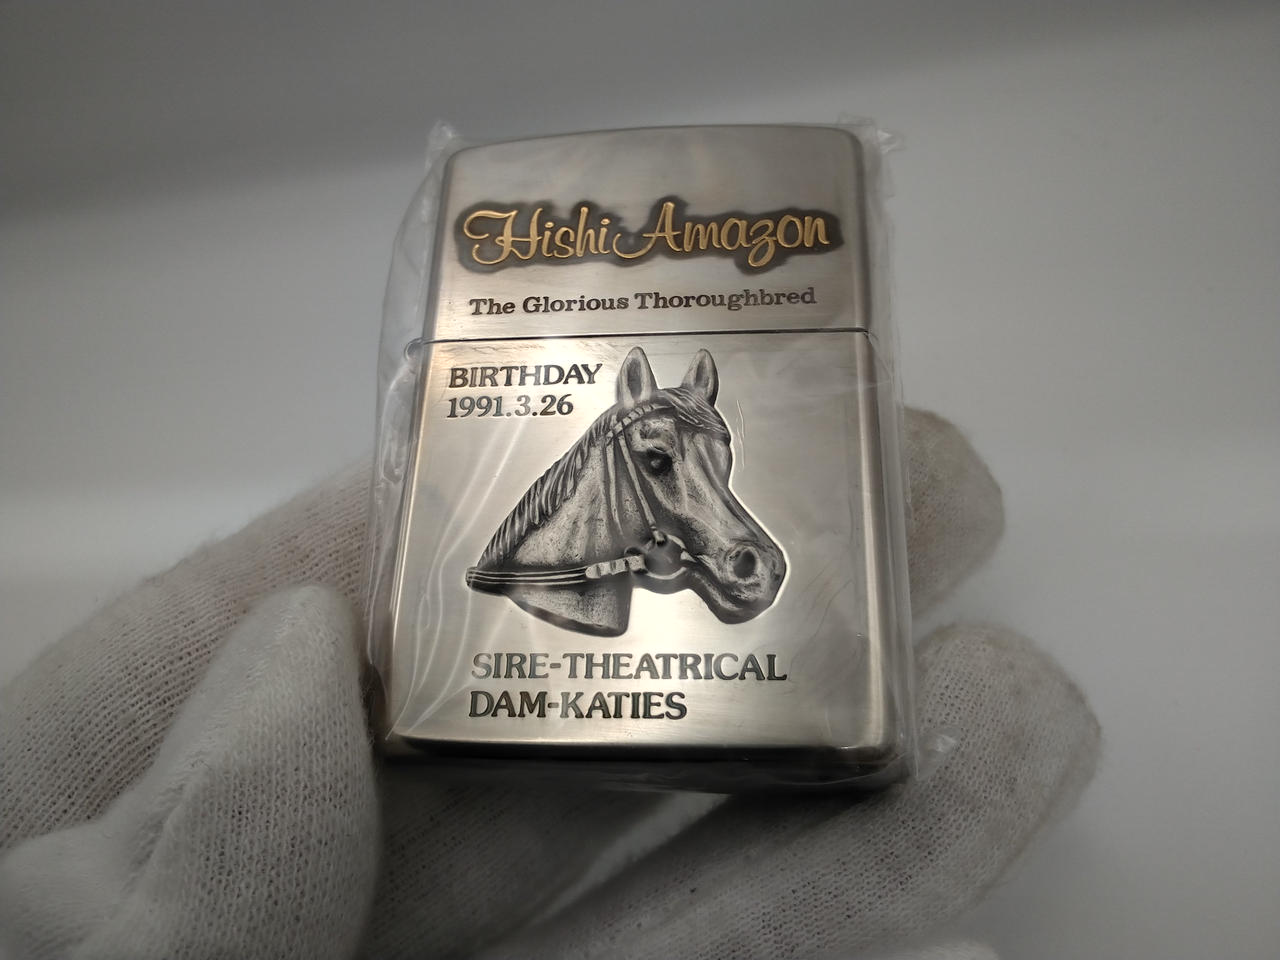 Hishi Amazon
The Glorious Thoroughbred
BIRTHDAY
1991.3.26
SIRE-THEATRICAL
DAM-KATIES